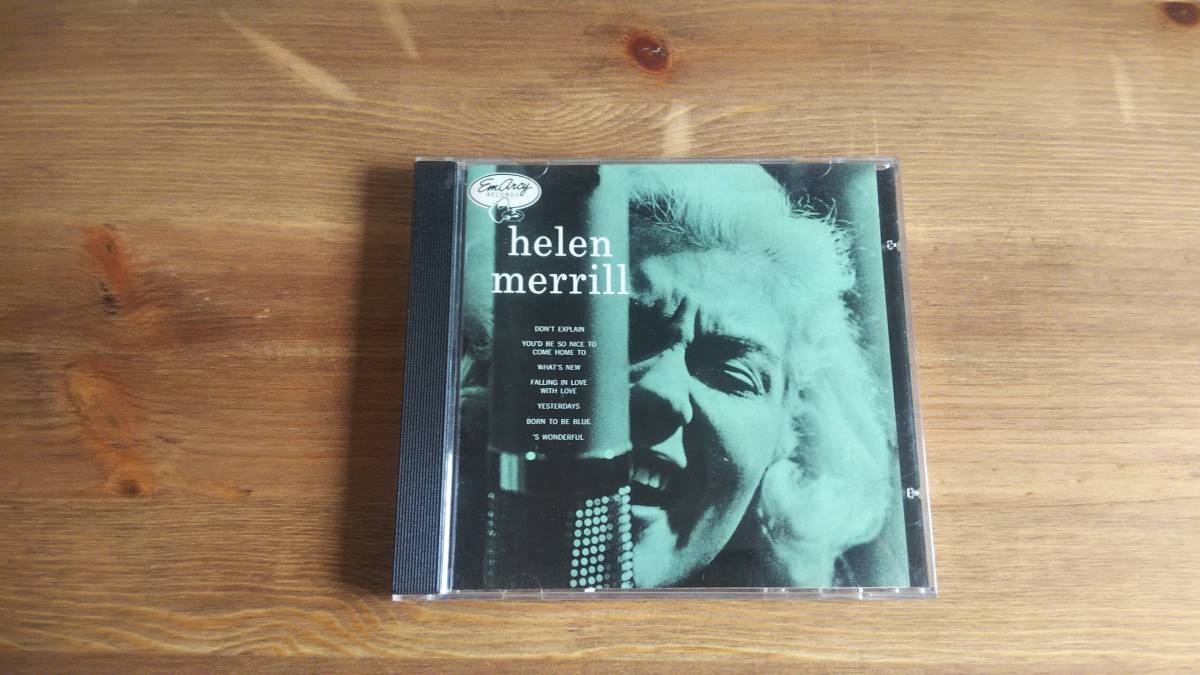 EmArcy
RECORDS
helen
merrill
DON'T EXPLAIN
YOU'D BE SO NICE TO
COME HOME TO
WHAT'S NEW
FALLING IN LOVE
WITH LOVE
YESTERDAYS
BORN TO BE BLUE
'S WONDERFUL